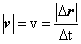 |v| = v = |Δr| / Δt